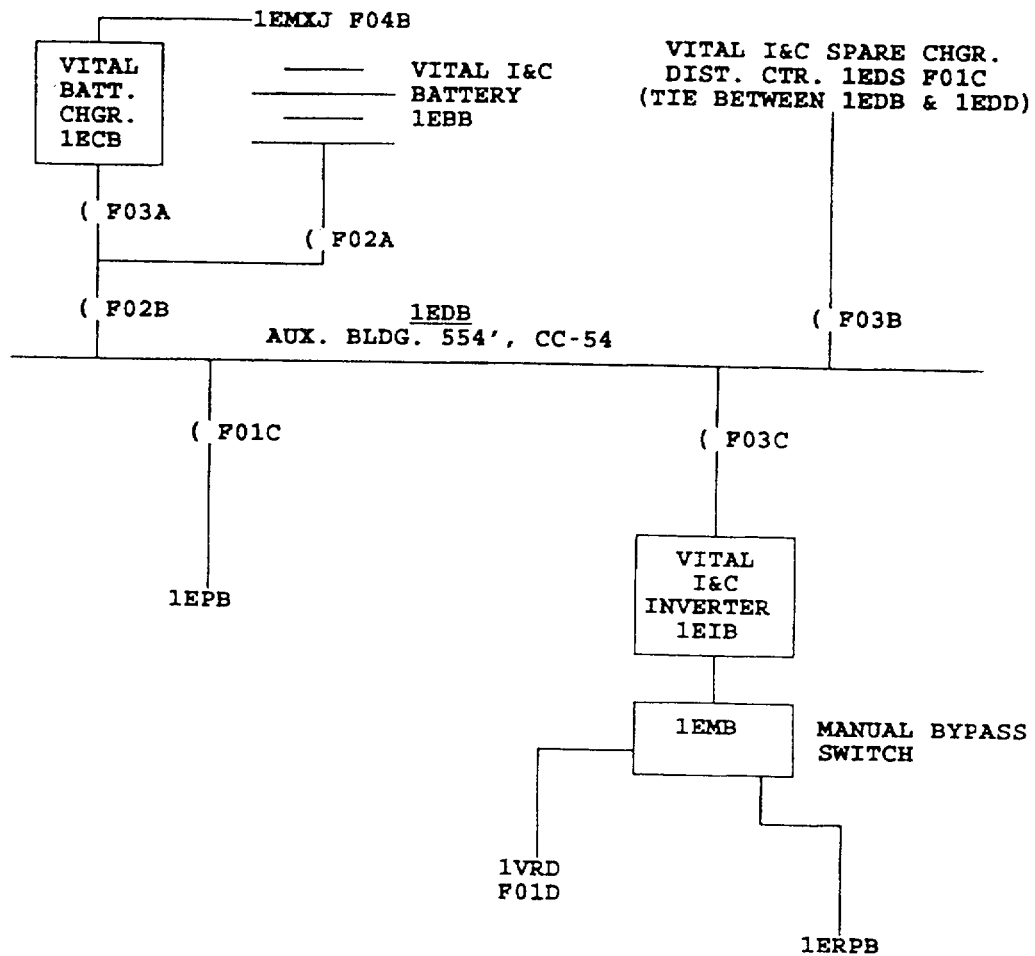 1EMXJ F04B
VITAL
BATT.
CHGR.
1ECB
VITAL I&C
BATTERY
1EBB
VITAL I&C SPARE CHGR.
DIST. CTR. 1EDS F01C
(TIE BETWEEN 1EDB & 1EDD)
F03A
F02A
F02B
1EDB
AUX. BLDG. 554', CC-54
F03B
F01C
F03C
1EPB
VITAL
I&C
INVERTER
1EIB
1EMB
MANUAL BYPASS
SWITCH
1VRD
F01D
1ERPB